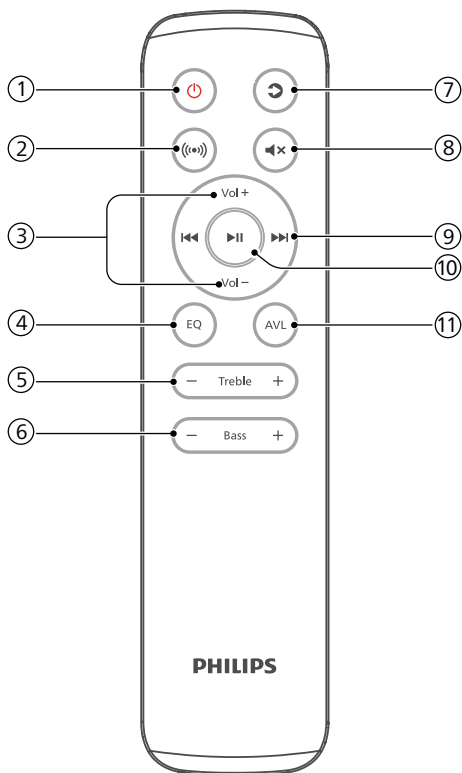 ① ⑦
② ⑧
Vol +
③ ⑨
⑩
Vol −
④ EQ AVL ⑪
⑤ − Treble +
⑥ − Bass +
PHILIPS